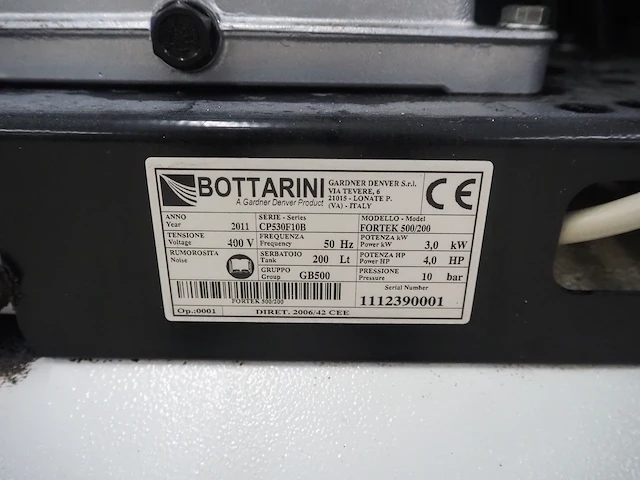 BOTTARINI
A Gardner Denver Product
GARDNER DENVER S.r.l.
VIA TEVERE, 6
21015 - LONATE P.
(VA) - ITALY
CE
ANNO
Year 2011
SERIE - Series
CP530F10B
MODELLO - Model
FORTEK 500/200
TENSIONE
Voltage 400 V
FREQUENZA
Frequency 50 Hz
POTENZA kW
Power kW 3,0 kW
RUMOROSITA
Noise
SERBATOIO
Tank 200 Lt
POTENZA HP
Power HP 4,0 HP
GRUPPO
Group GB500
PRESSIONE
Pressure 10 bar
FORTEK 500/200
Serial Number
1112390001
Op.:0001
DIRET. 2006/42 CEE